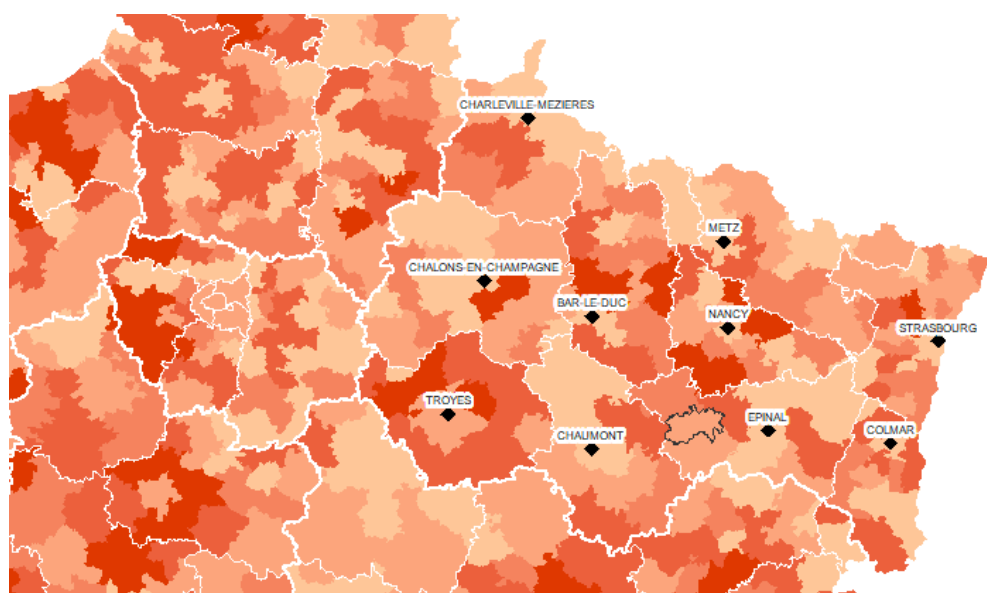 CHARLEVILLE-MEZIERES
METZ
CHALONS-EN-CHAMPAGNE
BAR-LE-DUC
NANCY
STRASBOURG
TROYES
EPINAL
CHAUMONT
COLMAR